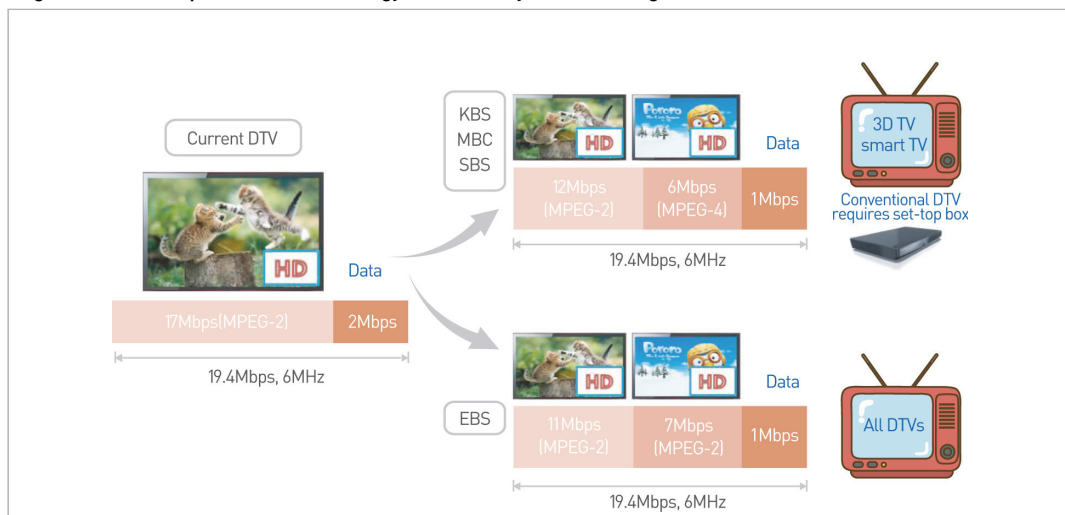 Current DTV
HD
Data
17Mbps(MPEG-2)
2Mbps
19.4Mbps, 6MHz
KBS
MBC
SBS
HD
Pororo
HD
Data
12Mbps
(MPEG-2)
6Mbps
(MPEG-4)
1Mbps
19.4Mbps, 6MHz
3D TV
smart TV
Conventional DTV
requires set-top box
EBS
HD
Pororo
HD
Data
11Mbps
(MPEG-2)
7Mbps
(MPEG-2)
1Mbps
19.4Mbps, 6MHz
All DTVs